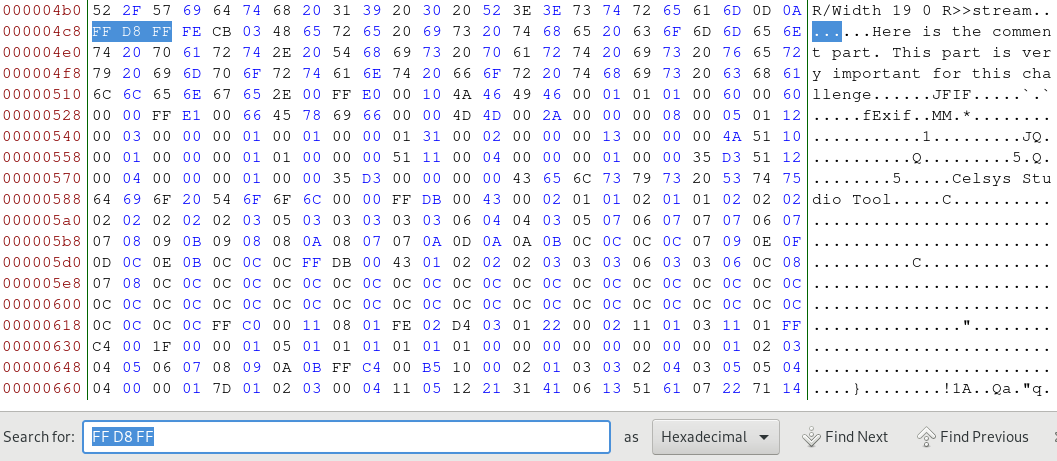 000004b0 52 2F 57 69 64 74 68 20 31 39 20 30 20 52 3E 3E 73 74 72 65 61 6D 0D 0A R/Width 19 0 R>>stream..
000004c8 FF D8 FF FE CB 03 48 65 72 65 20 69 73 20 74 68 65 20 63 6F 6D 6D 65 6E ......Here is the commen
000004e0 74 20 70 61 72 74 2E 20 54 68 69 73 20 70 61 72 74 20 69 73 20 76 65 72 t part. This part is ver
000004f8 79 20 69 6D 70 6F 72 74 61 6E 74 20 66 6F 72 20 74 68 69 73 20 63 68 61 y important for this cha
00000510 6C 6C 65 6E 67 65 2E 00 FF E0 00 10 4A 46 49 46 00 01 01 01 00 60 00 60 llenge......JFIF.....`.`
00000528 00 00 FF E1 00 66 45 78 69 66 00 00 4D 4D 00 2A 00 00 00 08 00 05 01 12 .....fExif..MM.*........
00000540 00 03 00 00 00 01 00 01 00 00 01 31 00 02 00 00 00 13 00 00 00 4A 51 10 ...........1.........JQ.
00000558 00 01 00 00 00 01 01 00 00 00 51 11 00 04 00 00 00 01 00 00 35 D3 51 12 ..........Q.........5.Q.
00000570 00 04 00 00 00 01 00 00 35 D3 00 00 00 00 43 65 6C 73 79 73 20 53 74 75 ........5.....Celsys Stu
00000588 64 69 6F 20 54 6F 6F 6C 00 00 FF DB 00 43 00 02 01 01 02 01 01 02 02 02 dio Tool.....C..........
000005a0 02 02 02 02 03 05 03 03 03 03 03 06 04 04 03 05 07 06 07 07 07 06 07 ........................
000005b8 07 08 09 0B 09 08 08 0A 08 07 07 0A 0D 0A 0A 0B 0C 0C 0C 0C 07 09 0E 0F ........................
000005d0 0D 0C 0E 0B 0C 0C 0C FF DB 00 43 01 02 02 02 03 03 03 06 03 03 06 0C 08 ..........C.............
000005e8 07 08 0C 0C 0C 0C 0C 0C 0C 0C 0C 0C 0C 0C 0C 0C 0C 0C 0C 0C 0C 0C 0C 0C ........................
00000600 0C 0C 0C 0C 0C 0C 0C 0C 0C 0C 0C 0C 0C 0C 0C 0C 0C 0C 0C 0C 0C 0C 0C 0C ........................
00000618 0C 0C 0C 0C FF C0 00 11 08 01 FE 02 D4 03 01 22 00 02 11 01 03 11 01 FF ..............."........
00000630 C4 00 1F 00 00 01 05 01 01 01 01 01 01 00 00 00 00 00 00 00 00 01 02 03 ........................
00000648 04 05 06 07 08 09 0A 0B FF C4 00 B5 10 00 02 01 03 03 02 04 03 05 05 04 ........................
00000660 04 00 00 01 7D 01 02 03 00 04 11 05 12 21 31 41 06 13 51 61 07 22 71 14 ....}........!1A..Qa."q.
Search for: FF D8 FF as Hexadecimal Find Next Find Previous